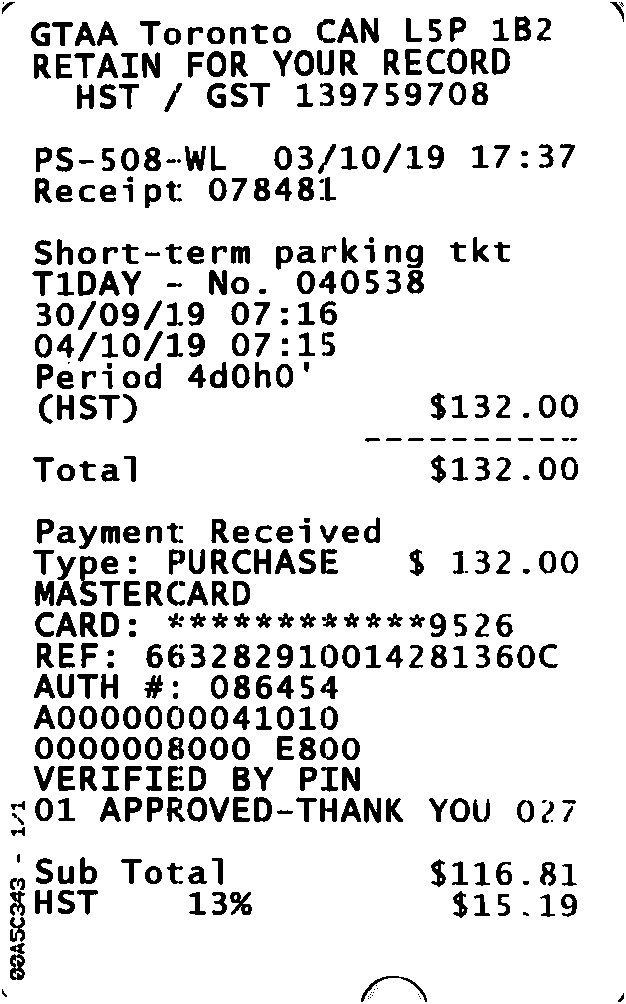 GTAA Toronto CAN L5P 1B2
RETAIN FOR YOUR RECORD
HST / GST 139759708
PS-508-WL 03/10/19 17:37
Receipt 078481
Short-term parking tkt
T1DAY - No. 040538
30/09/19 07:16
04/10/19 07:15
Period 4d0h0'
(HST) $132.00
----------
Total $132.00
Payment Received
Type: PURCHASE $ 132.00
MASTERCARD
CARD: ************9526
REF: 663282910014281360C
AUTH #: 086454
A0000000041010
0000008000 E800
VERIFIED BY PIN
01 APPROVED-THANK YOU 027
Sub Total $116.81
HST 13% $15.19
00A5C343 - 1/1